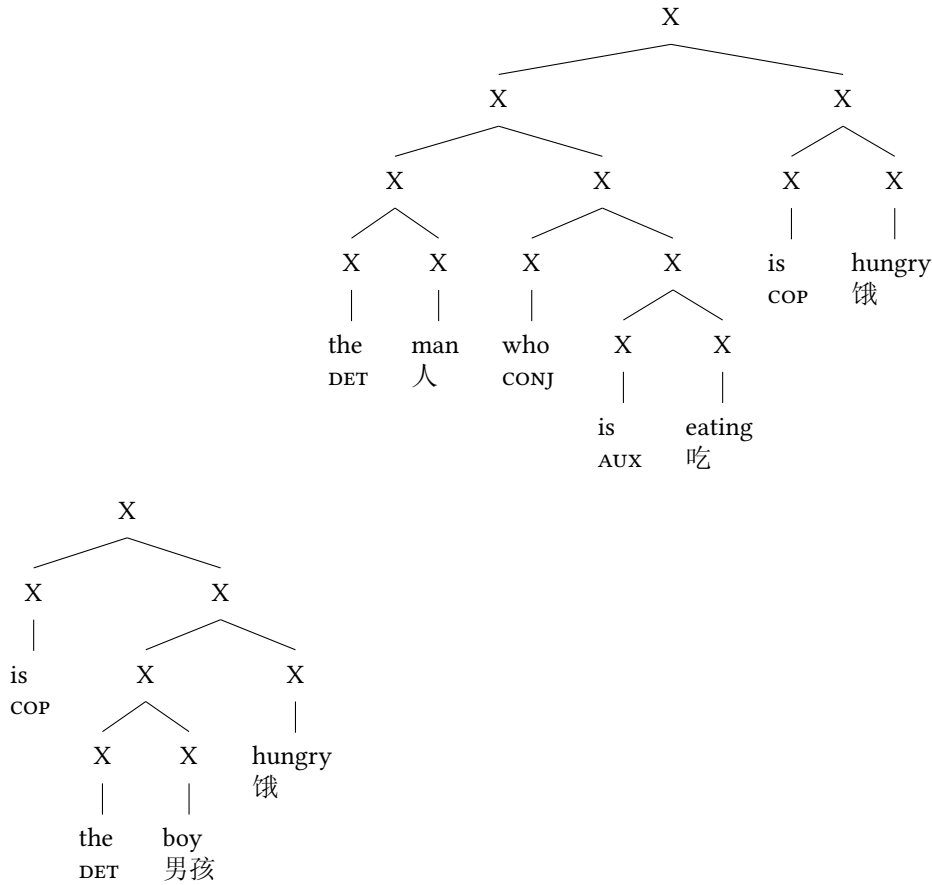 X
X X
X X X X
X X X X is hungry
COP 饿
the man who X X
DET 人 CONJ
is eating
AUX 吃
X
X X
is X X
COP
X X hungry
饿
the boy
DET 男孩